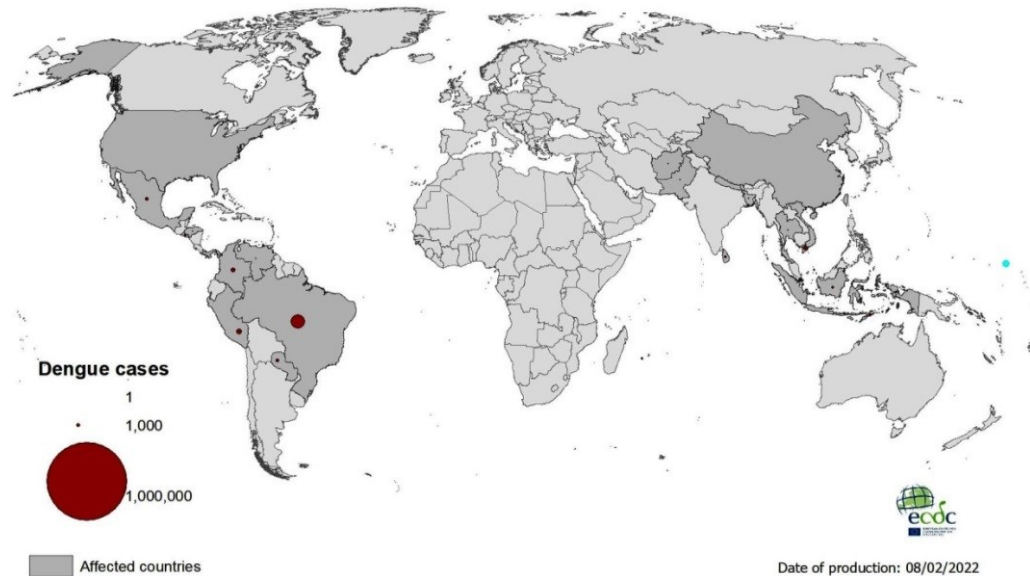 Dengue cases
1
1,000
1,000,000
Affected countries
ecdc
Date of production: 08/02/2022